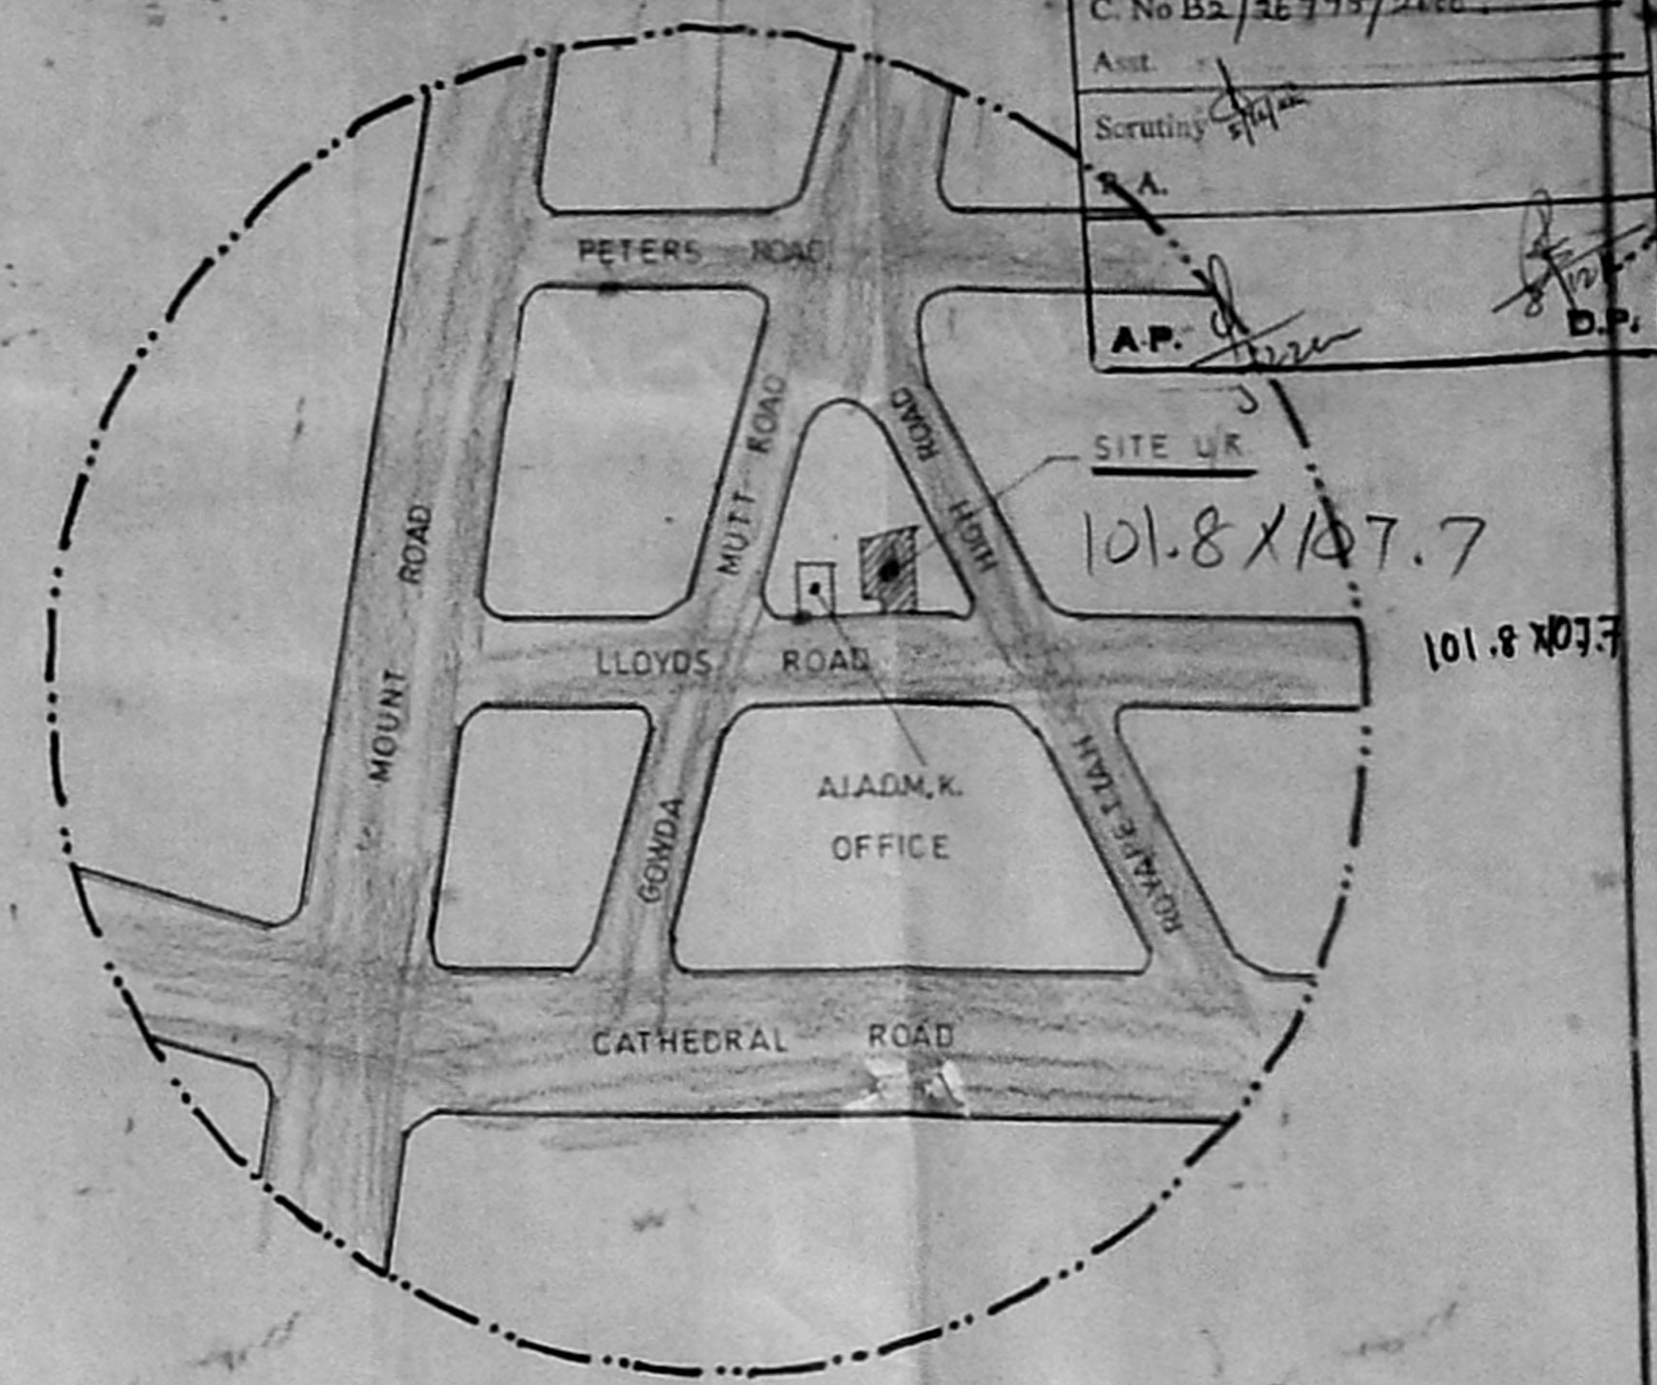 C. No B2/
Asst.
Scrutiny
A.
A.P.
D.P.
PETERS ROAD
SITE U/R
101.8 X 107.7
101.8 X107.7
MUTT ROAD
HIGH ROAD
MOUNT ROAD
LLOYDS ROAD
A.I.A.D.M.K.
OFFICE
GOWDA
ROYAPETTAH
CATHEDRAL ROAD